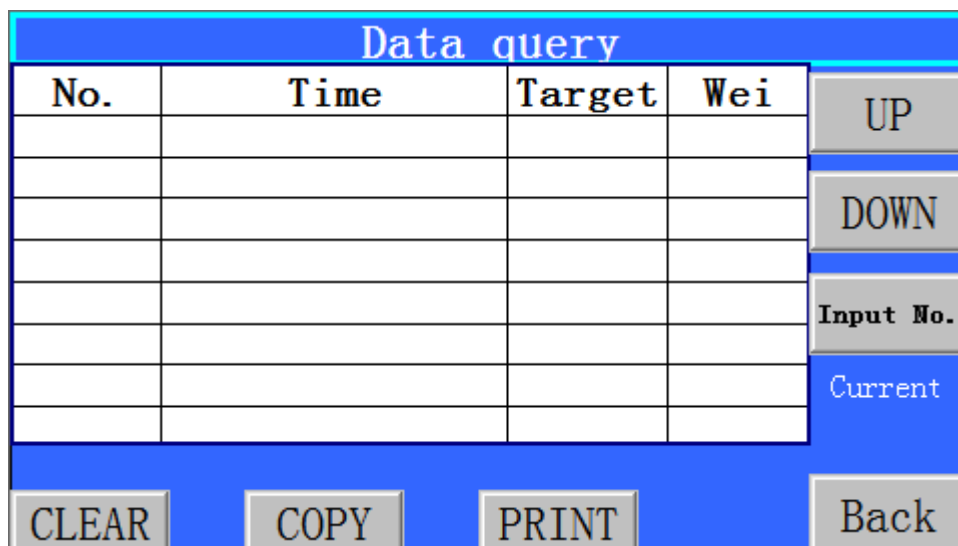 Data query
No. Time Target Wei
UP
DOWN
Input No.
Current
CLEAR COPY PRINT Back